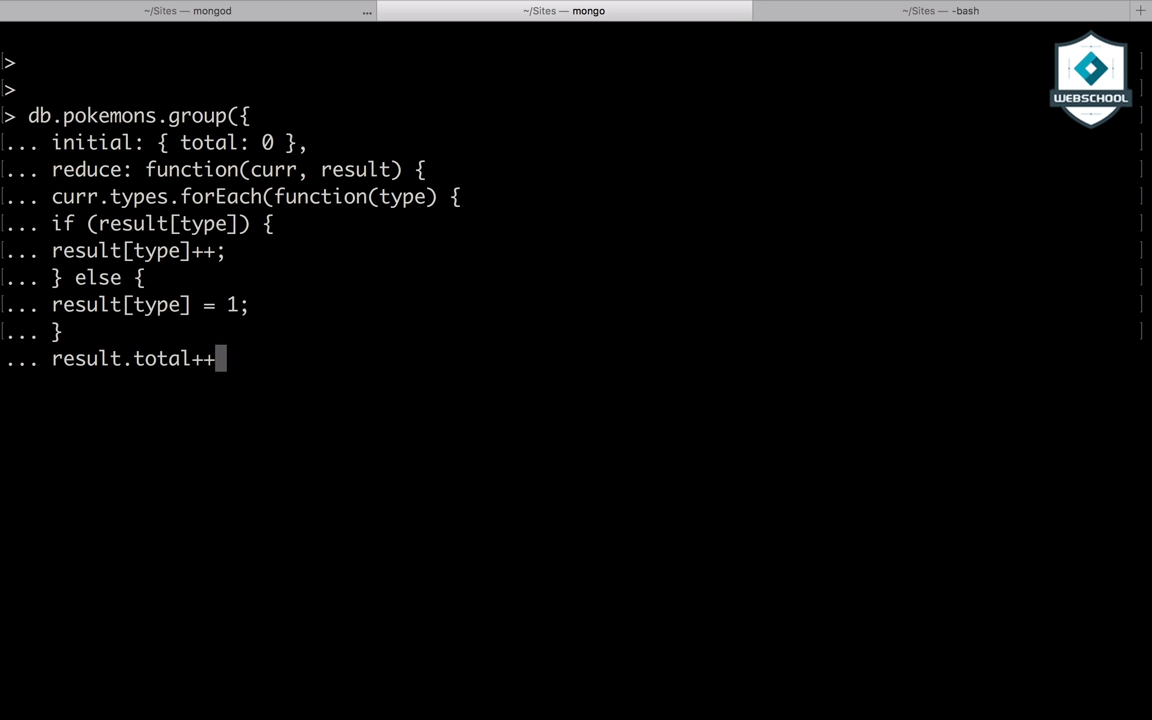 ~/Sites — mongod ... ~/Sites — mongo ~/Sites — -bash +
>
>
> db.pokemons.group({
... initial: { total: 0 },
... reduce: function(curr, result) {
... curr.types.forEach(function(type) {
... if (result[type]) {
... result[type]++;
... } else {
... result[type] = 1;
... }
... result.total++
WEBSCHOOL